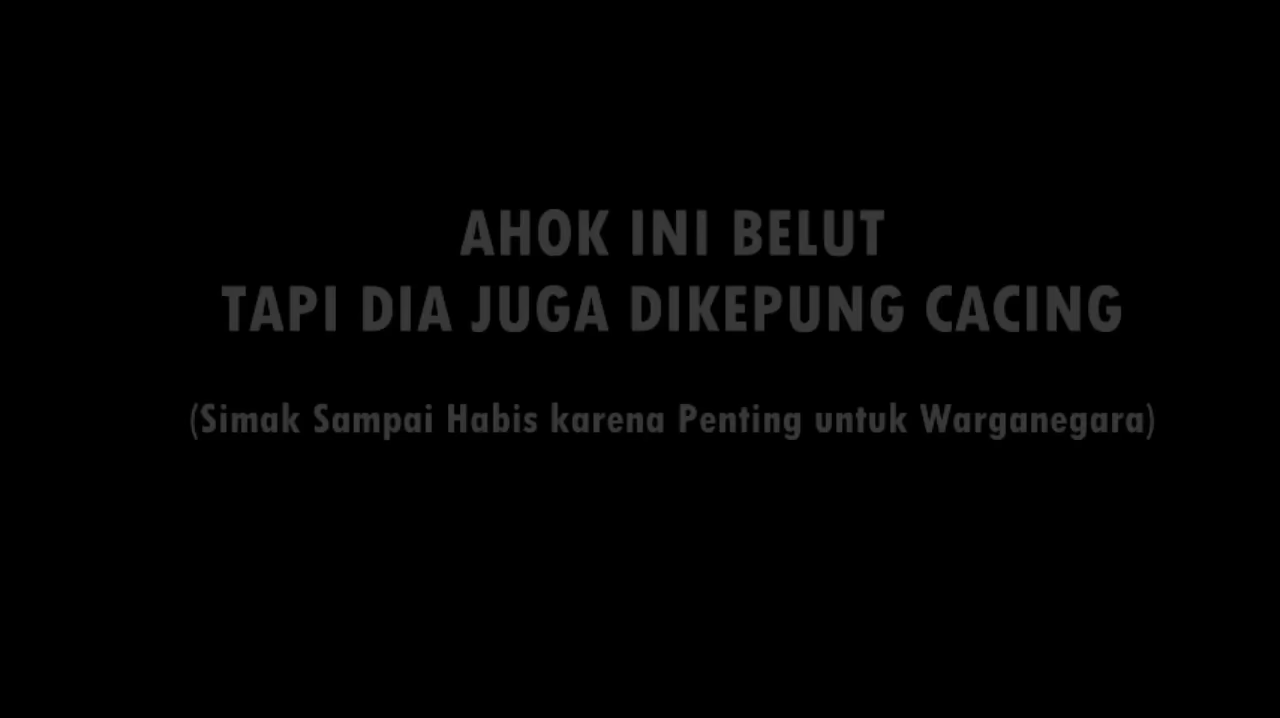 AHOK INI BELUT
TAPI DIA JUGA DIKEPUNG CACING
(Simak Sampai Habis karena Penting untuk Warganegara)